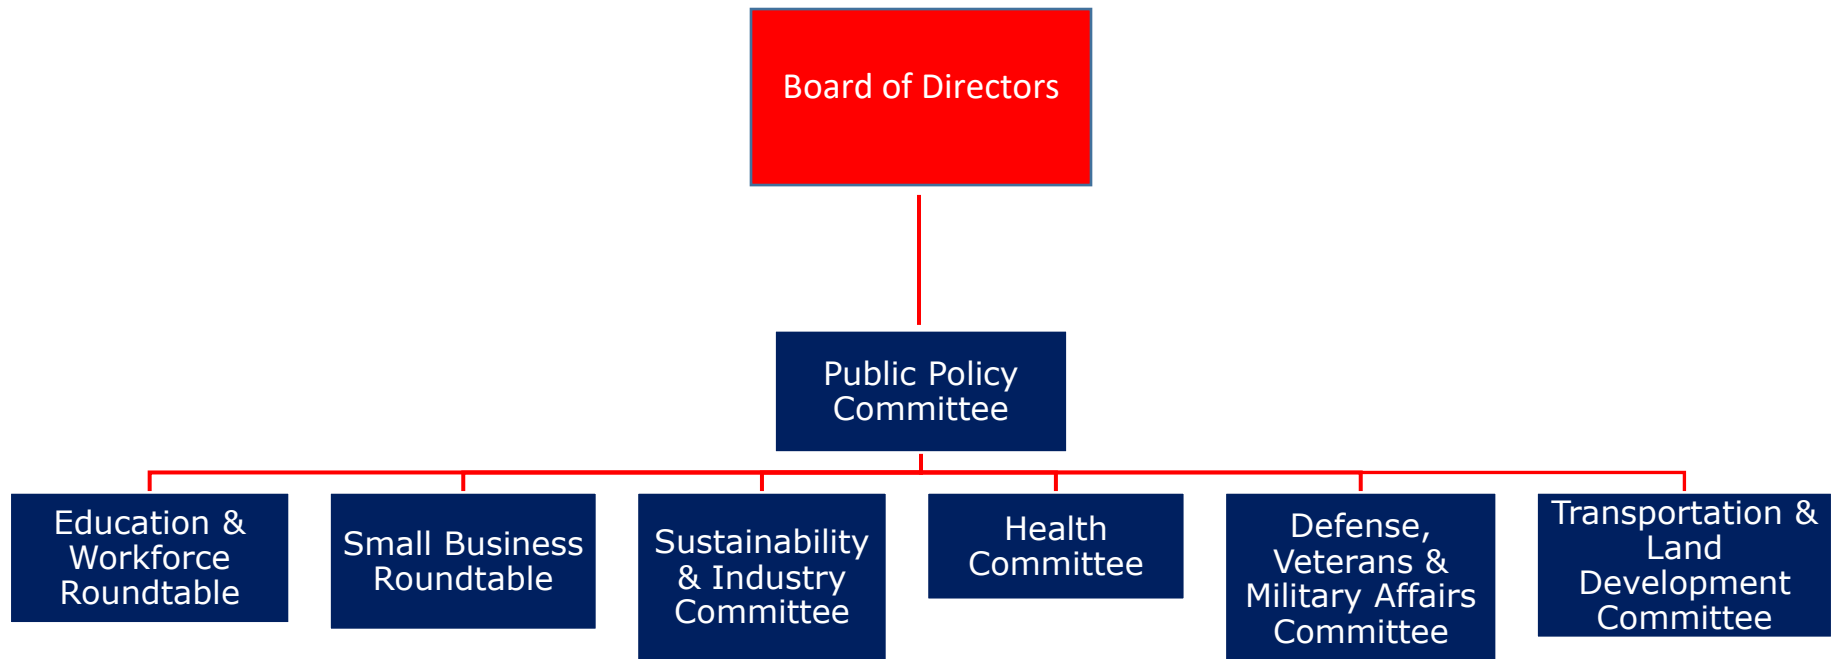 Board of Directors
Public Policy
Committee
Education &
Workforce
Roundtable
Small Business
Roundtable
Sustainability
& Industry
Committee
Health
Committee
Defense,
Veterans &
Military Affairs
Committee
Transportation &
Land
Development
Committee